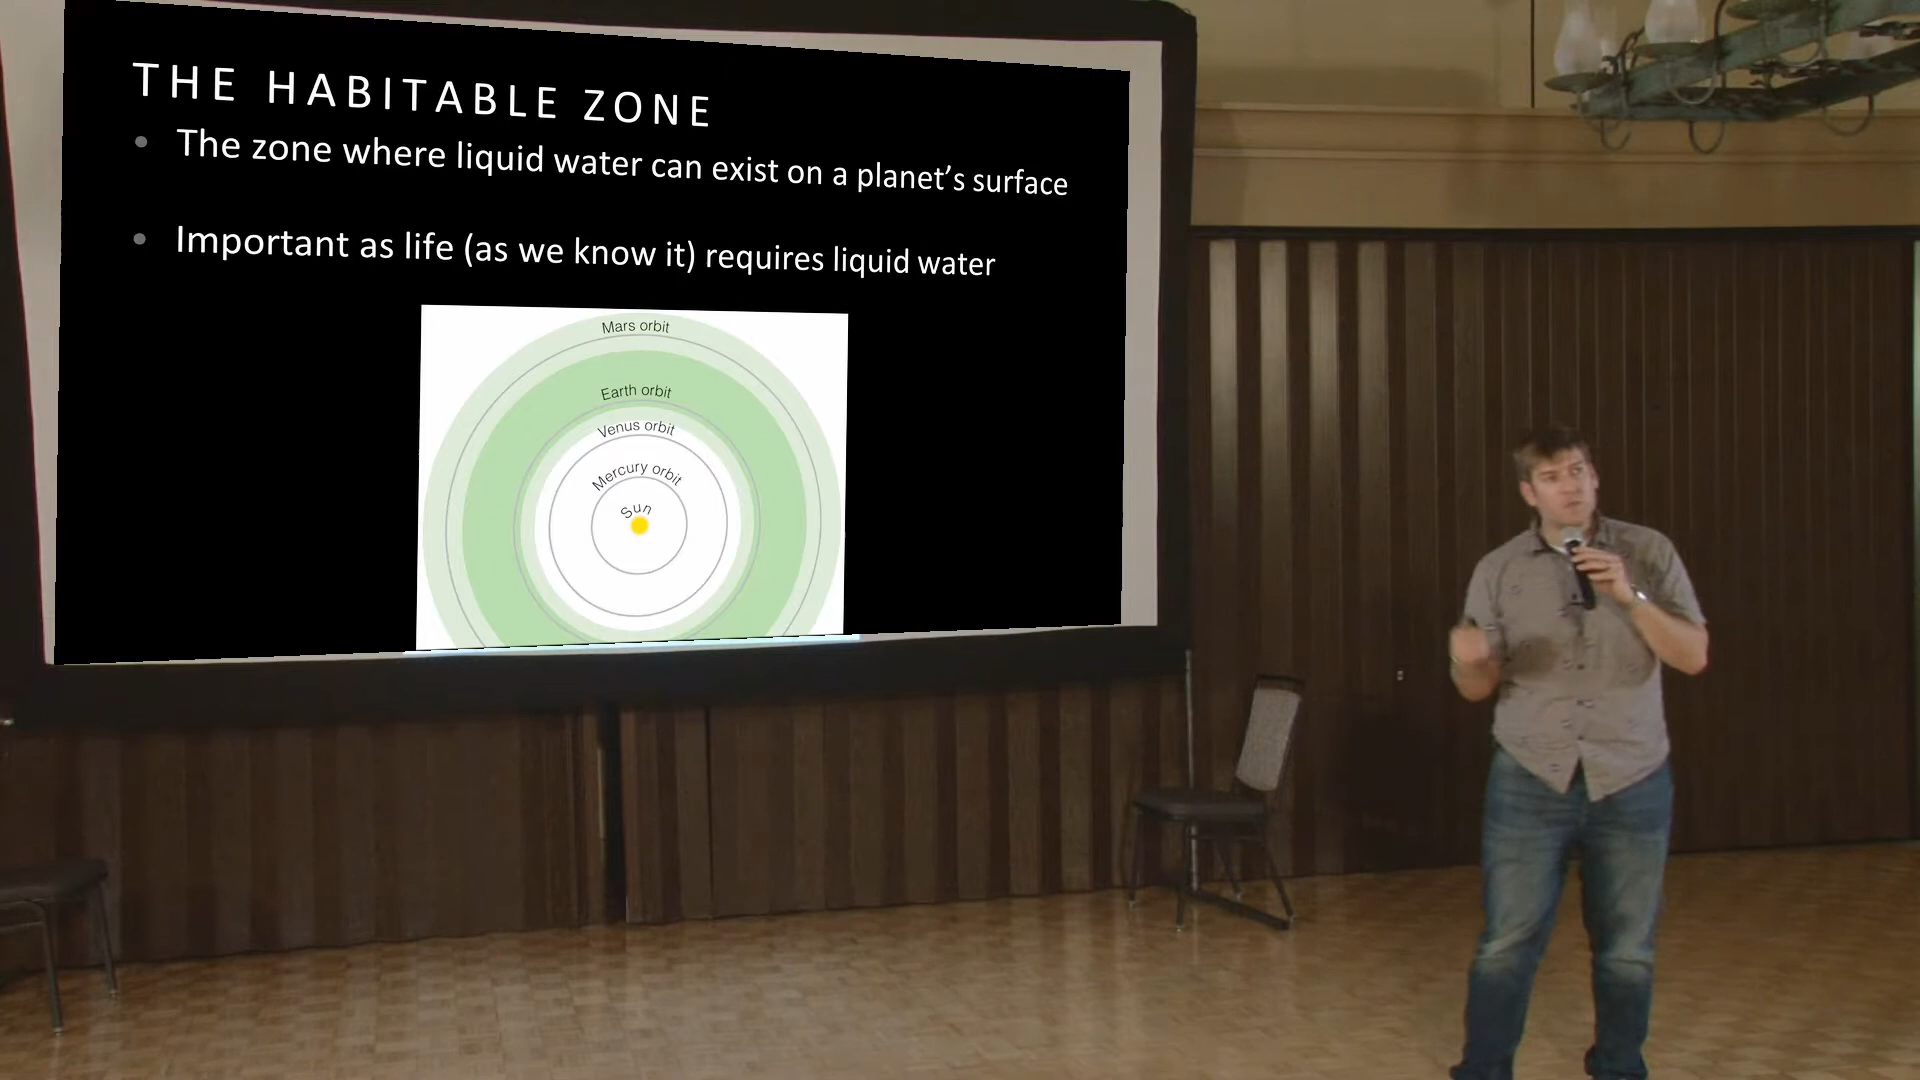 THE HABITABLE ZONE
• The zone where liquid water can exist on a planet's surface
• Important as life (as we know it) requires liquid water
Mars orbit
Earth orbit
Venus orbit
Mercury orbit
Sun